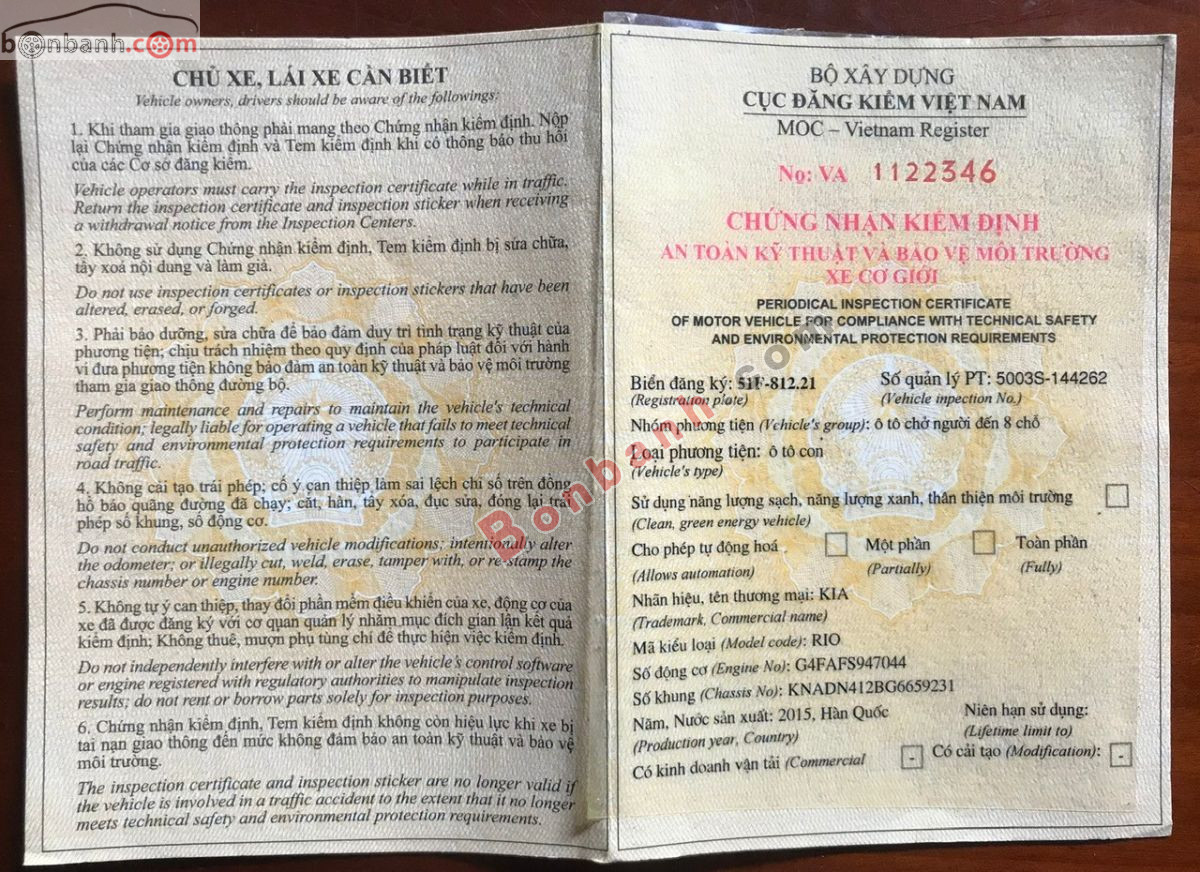 bonbanh.com
CHỦ XE, LÁI XE CẦN BIẾT
Vehicle owners, drivers should be aware of the followings:
1. Khi tham gia giao thông phải mang theo Chứng nhận kiểm định. Nộp
lại Chứng nhận kiểm định và Tem kiểm định khi có thông báo thu hồi
của các Cơ sở đăng kiểm.
Vehicle operators must carry the inspection certificate while in traffic.
Return the inspection certificate and inspection sticker when receiving
a withdrawal notice from the Inspection Centers.
2. Không sử dụng Chứng nhận kiểm định, Tem kiểm định bị sửa chữa,
tẩy xoá nội dung và làm giả.
Do not use inspection certificates or inspection stickers that have been
altered, erased, or forged.
3. Phải bảo dưỡng, sửa chữa để bảo đảm duy trì tình trạng kỹ thuật của
phương tiện; chịu trách nhiệm theo quy định của pháp luật đối với hành
vi đưa phương tiện không bảo đảm an toàn kỹ thuật và bảo vệ môi trường
tham gia giao thông đường bộ.
Perform maintenance and repairs to maintain the vehicle's technical
condition; legally liable for operating a vehicle that fails to meet technical
safety and environmental protection requirements to participate in
road traffic.
4. Không cải tạo trái phép; cố ý can thiệp làm sai lệch chỉ số trên đồng
hồ báo quãng đường đã chạy; cắt, hàn, tẩy xóa, đục sửa, đóng lại trái
phép số khung, số động cơ.
Do not conduct unauthorized vehicle modifications; intentionally alter
the odometer; or illegally cut, weld, erase, tamper with, or re-stamp the
chassis number or engine number.
5. Không tự ý can thiệp, thay đổi phần mềm điều khiển của xe, động cơ của
xe đã được đăng ký với cơ quan quản lý nhằm mục đích gian lận kết quả
kiểm định; Không thuê, mượn phụ tùng chỉ để thực hiện việc kiểm định.
Do not independently interfere with or alter the vehicle's control software
or engine registered with regulatory authorities to manipulate inspection
results; do not rent or borrow parts solely for inspection purposes.
6. Chứng nhận kiểm định, Tem kiểm định không còn hiệu lực khi xe bị
tai nạn giao thông đến mức không đảm bảo an toàn kỹ thuật và bảo vệ
môi trường.
The inspection certificate and inspection sticker are no longer valid if
the vehicle is involved in a traffic accident to the extent that it no longer
meets technical safety and environmental protection requirements.
BỘ XÂY DỰNG
CỤC ĐĂNG KIỂM VIỆT NAM
MOC – Vietnam Register
No: VA 1122346
CHỨNG NHẬN KIỂM ĐỊNH
AN TOÀN KỸ THUẬT VÀ BẢO VỆ MÔI TRƯỜNG
XE CƠ GIỚI
PERIODICAL INSPECTION CERTIFICATE
OF MOTOR VEHICLE FOR COMPLIANCE WITH TECHNICAL SAFETY
AND ENVIRONMENTAL PROTECTION REQUIREMENTS
Biển đăng ký: 51F-812.21 Số quản lý PT: 5003S-144262
(Registration plate) (Vehicle inpection No.)
Nhóm phương tiện (Vehicle's group): ô tô chở người đến 8 chỗ
Loại phương tiện: ô tô con
(Vehicle's type)
Sử dụng năng lượng sạch, năng lượng xanh, thân thiện môi trường
(Clean, green energy vehicle)
Cho phép tự động hoá Một phần Toàn phần
(Allows automation) (Partially) (Fully)
Nhãn hiệu, tên thương mại: KIA
(Trademark, Commercial name)
Mã kiểu loại (Model code): RIO
Số động cơ (Engine No): G4FAFS947044
Số khung (Chassis No): KNADN412BG6659231
Năm, Nước sản xuất: 2015, Hàn Quốc Niên hạn sử dụng:
(Production year, Country) (Lifetime limit to)
Có kinh doanh vận tải (Commercial - Có cải tạo (Modification): -
Bonbanh.com